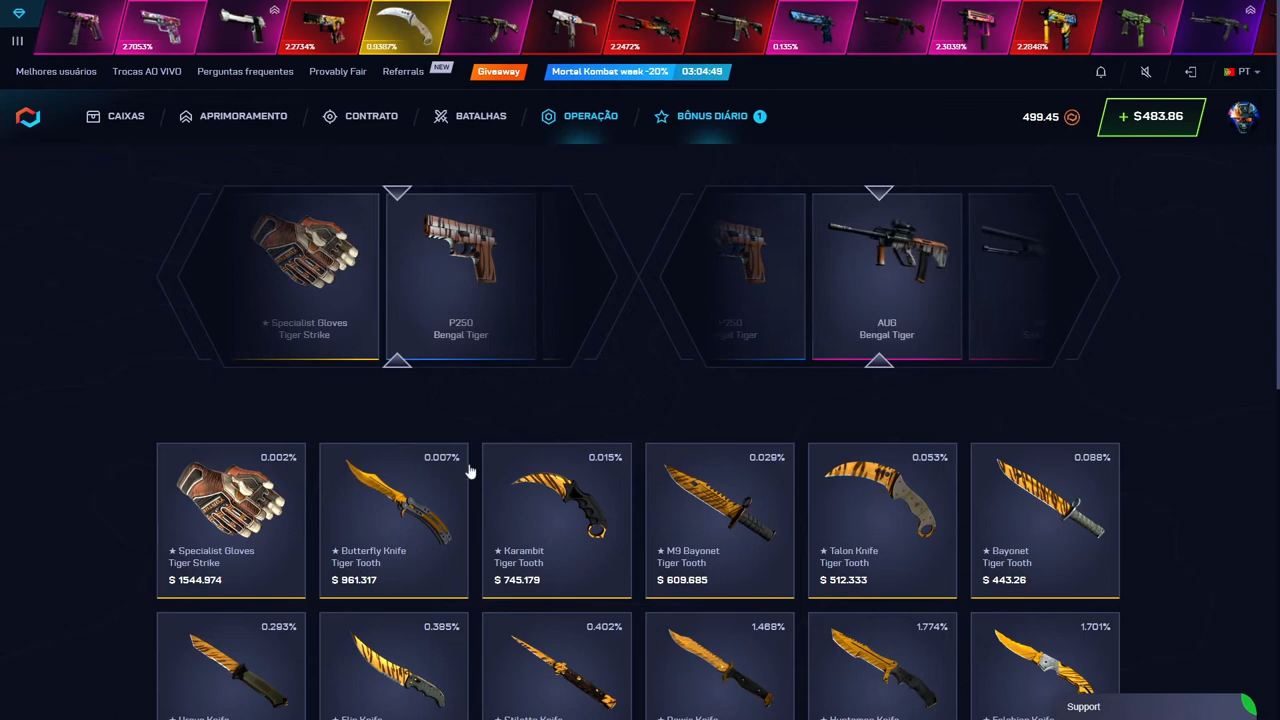 2.7053%
2.2734%
0.9387%
2.2472%
0.135%
2.3039%
2.2848%
Melhores usuários
Trocas AO VIVO
Perguntas frequentes
Provably Fair
Referrals
NEW
Giveaway
Mortal Kombat week -20%
03:04:49
PT
CAIXAS
APRIMORAMENTO
CONTRATO
BATALHAS
OPERAÇÃO
BÔNUS DIÁRIO
1
499.45
+ $483.86
★ Specialist Gloves
Tiger Strike
P250
Bengal Tiger
P250
gal Tiger
AUG
Bengal Tiger
0.002%
★ Specialist Gloves
Tiger Strike
$ 1544.974
0.007%
★ Butterfly Knife
Tiger Tooth
$ 961.317
0.015%
★ Karambit
Tiger Tooth
$ 745.179
0.029%
★ M9 Bayonet
Tiger Tooth
$ 609.685
0.053%
★ Talon Knife
Tiger Tooth
$ 512.333
0.088%
★ Bayonet
Tiger Tooth
$ 443.26
0.293%
0.385%
0.402%
1.468%
1.774%
1.701%
Support